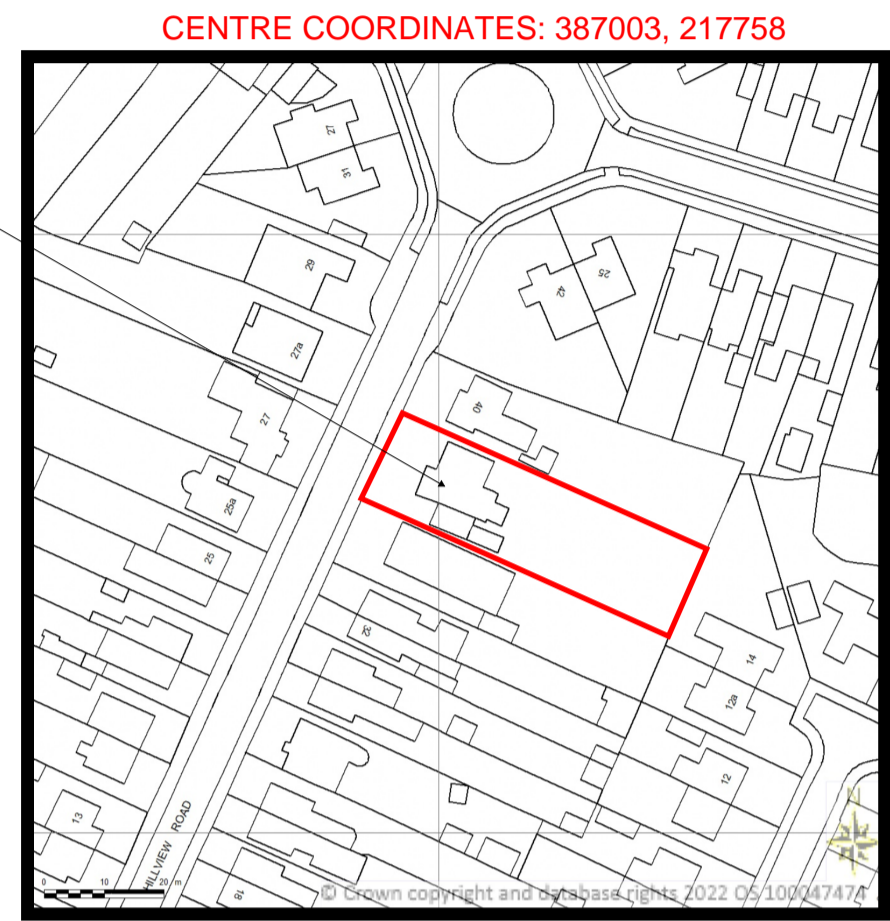 CENTRE COORDINATES: 387003, 217758
27
31
29
27a
42
25
40
27
25a
25
32
14
12a
12
13
18
HILLVIEW ROAD
N
0 10 20 m
© Crown copyright and database rights 2022 OS 100047474